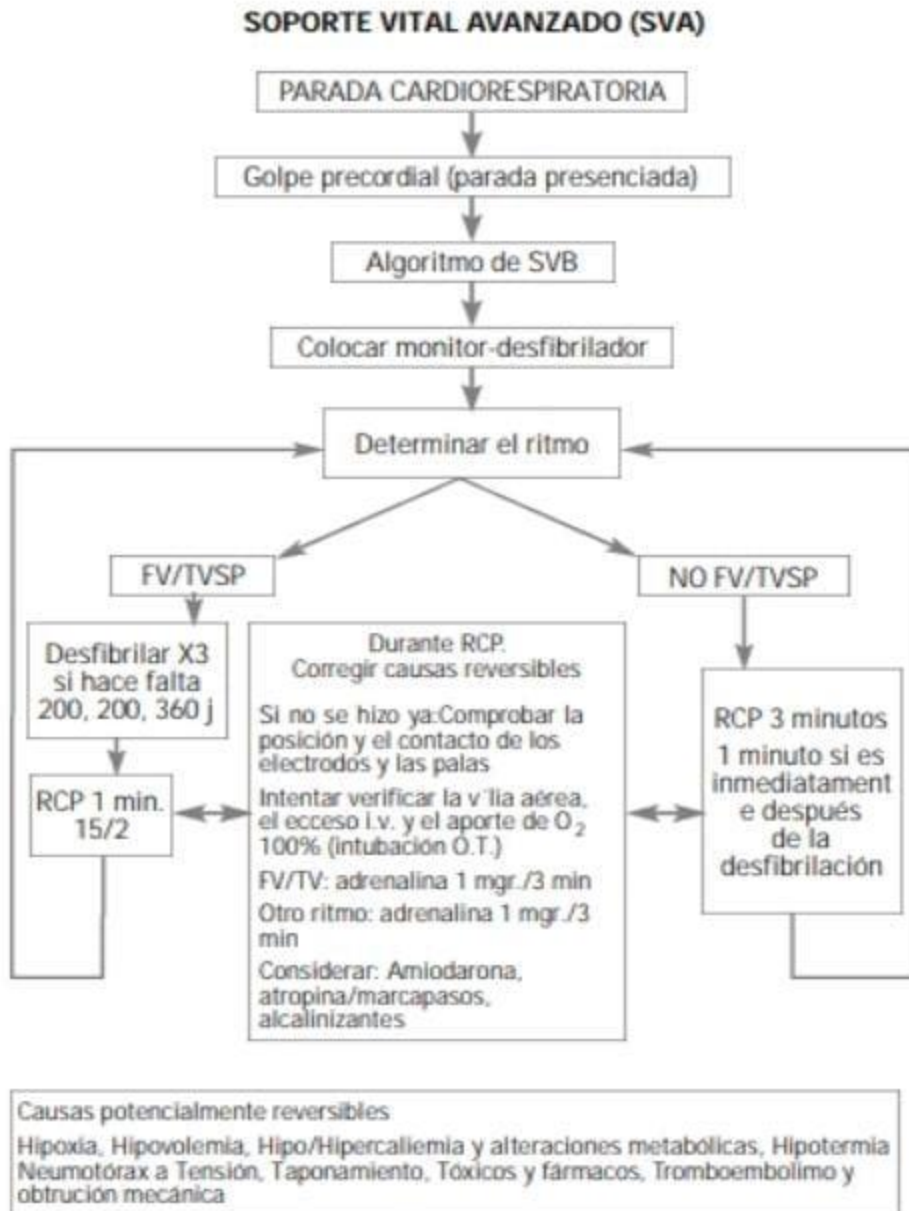 SOPORTE VITAL AVANZADO (SVA)
PARADA CARDIORESPIRATORIA
Golpe precordial (parada presenciada)
Algoritmo de SVB
Colocar monitor-desfibrilador
Determinar el ritmo
FV/TVSP
NO FV/TVSP
Desfibrilar X3
si hace falta
200, 200, 360 j
RCP 1 min.
15/2
Durante RCP.
Corregir causas reversibles
Si no se hizo ya:Comprobar la
posición y el contacto de los
electrodos y las palas
Intentar verificar la v´lia aérea,
el ecceso i.v. y el aporte de O₂
100% (intubación O.T.)
FV/TV: adrenalina 1 mgr./3 min
Otro ritmo: adrenalina 1 mgr./3
min
Considerar: Amiodarona,
atropina/marcapasos,
alcalinizantes
RCP 3 minutos
1 minuto si es
inmediatament
e después
de la
desfibrilación
Causas potencialmente reversibles
Hipoxia, Hipovolemia, Hipo/Hipercaliemia y alteraciones metabólicas, Hipotermia
Neumotórax a Tensión, Taponamiento, Tóxicos y fármacos, Tromboembolimo y
obtrución mecánica